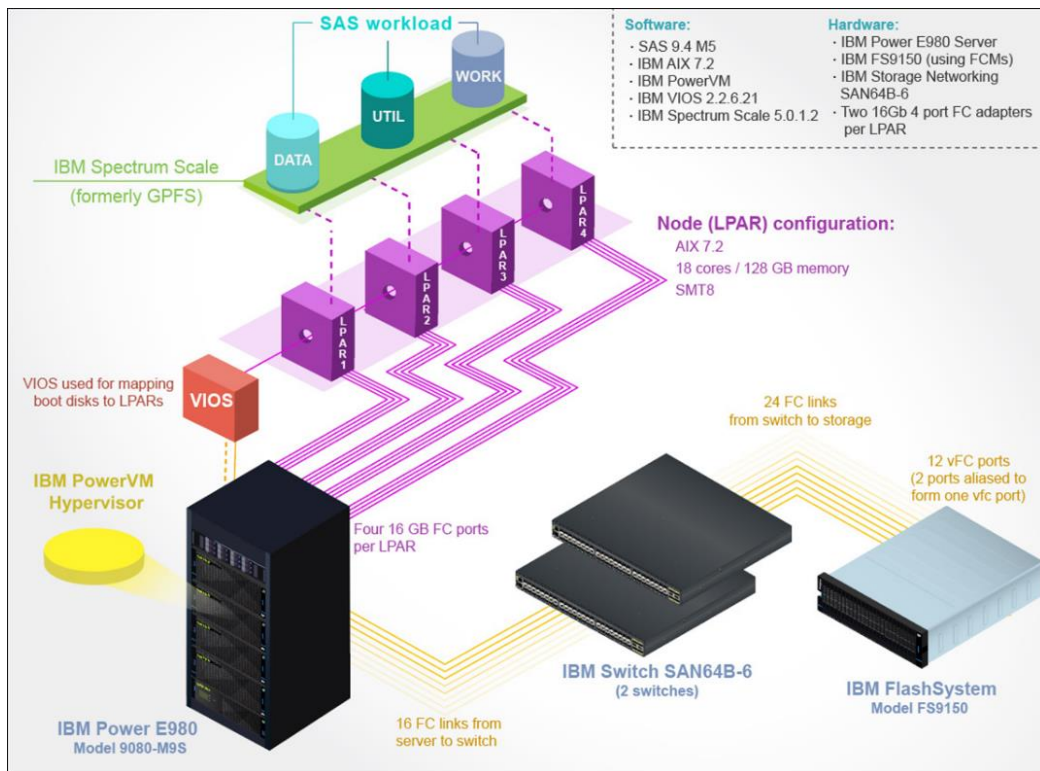 SAS workload
DATA
UTIL
WORK
Software:
· SAS 9.4 M5
· IBM AIX 7.2
· IBM PowerVM
· IBM VIOS 2.2.6.21
· IBM Spectrum Scale 5.0.1.2
Hardware:
· IBM Power E980 Server
· IBM FS9150 (using FCMs)
· IBM Storage Networking
SAN64B-6
· Two 16Gb 4 port FC adapters
per LPAR
IBM Spectrum Scale
(formerly GPFS)
LPAR1
LPAR2
LPAR3
LPAR4
Node (LPAR) configuration:
AIX 7.2
18 cores / 128 GB memory
SMT8
VIOS used for mapping
boot disks to LPARs
VIOS
IBM PowerVM
Hypervisor
Four 16 GB FC ports
per LPAR
24 FC links
from switch to storage
12 vFC ports
(2 ports aliased to
form one vfc port)
IBM Switch SAN64B-6
(2 switches)
IBM FlashSystem
Model FS9150
IBM Power E980
Model 9080-M9S
16 FC links from
server to switch